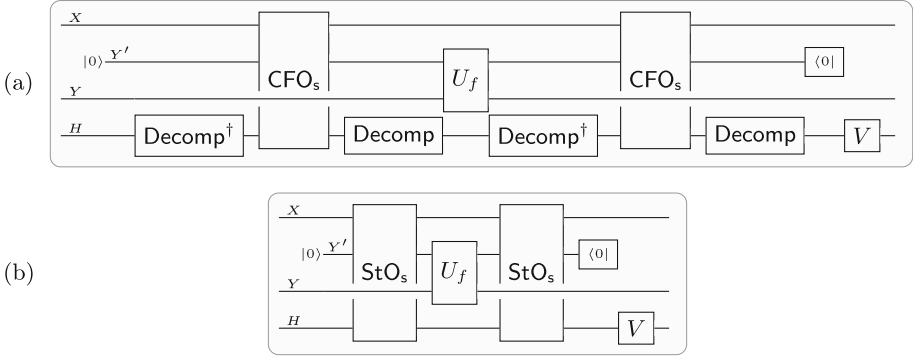 X
|0⟩ Y′ ⟨0|
(a) CFOₛ U_f CFOₛ
Y
H Decomp† Decomp Decomp† Decomp V
X
|0⟩ Y′ ⟨0|
(b) StOₛ U_f StOₛ
Y
H V